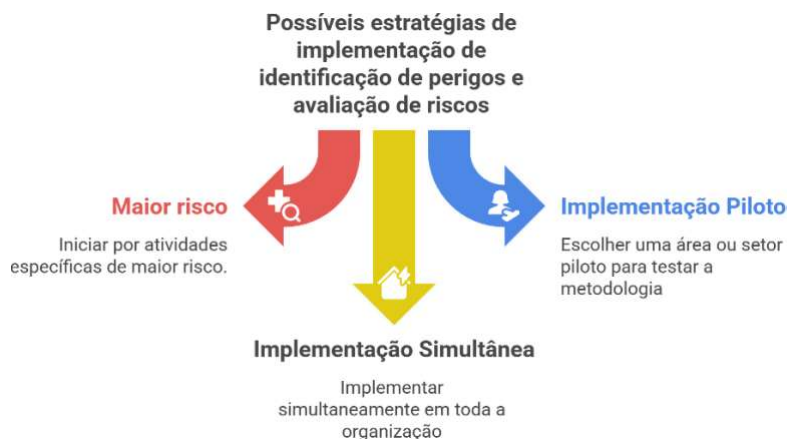 Possíveis estratégias de
implementação de
identificação de perigos e
avaliação de riscos
Maior risco
Iniciar por atividades
específicas de maior risco.
Implementação Piloto
Escolher uma área ou setor
piloto para testar a
metodologia
Implementação Simultânea
Implementar
simultaneamente em toda a
organização